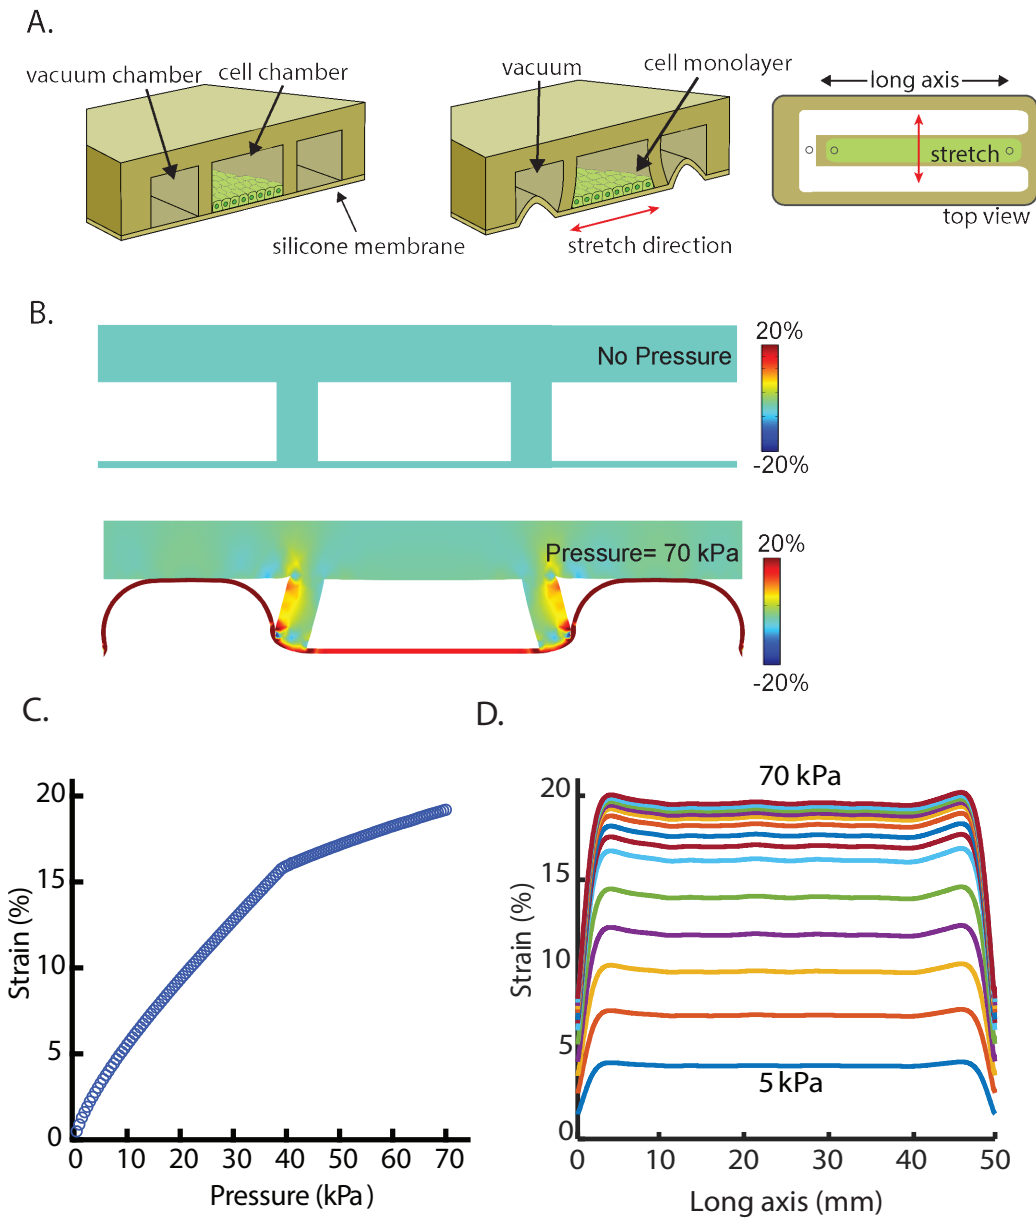 A.
vacuum chamber
cell chamber
silicone membrane
vacuum
cell monolayer
stretch direction
long axis
stretch
top view
B.
No Pressure
20%
-20%
Pressure= 70 kPa
20%
-20%
C.
Strain (%)
20
15
10
5
0
0 10 20 30 40 50 60 70
Pressure (kPa)
D.
Strain (%)
20
15
10
5
0
70 kPa
5 kPa
0 10 20 30 40 50
Long axis (mm)